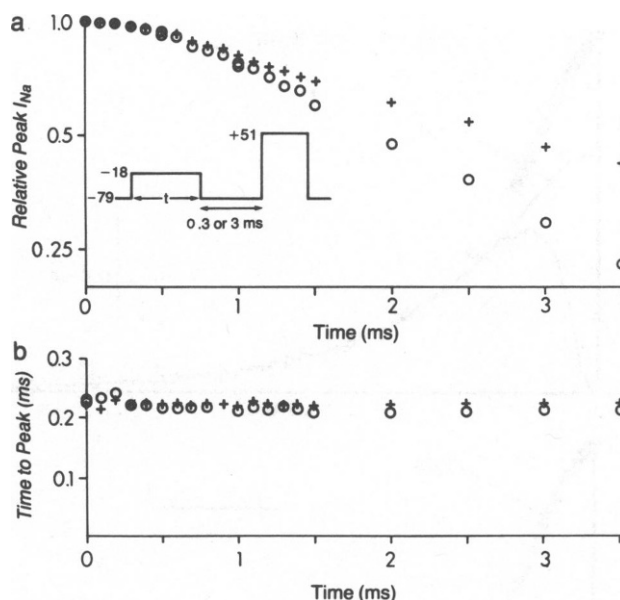 a
1.0
0.5
0.25
Relative Peak I_Na
+51
-18
-79
t
0.3 or 3 ms
0
1
2
3
Time (ms)
b
0.3
0.2
0.1
Time to Peak (ms)
0
1
2
3
Time (ms)